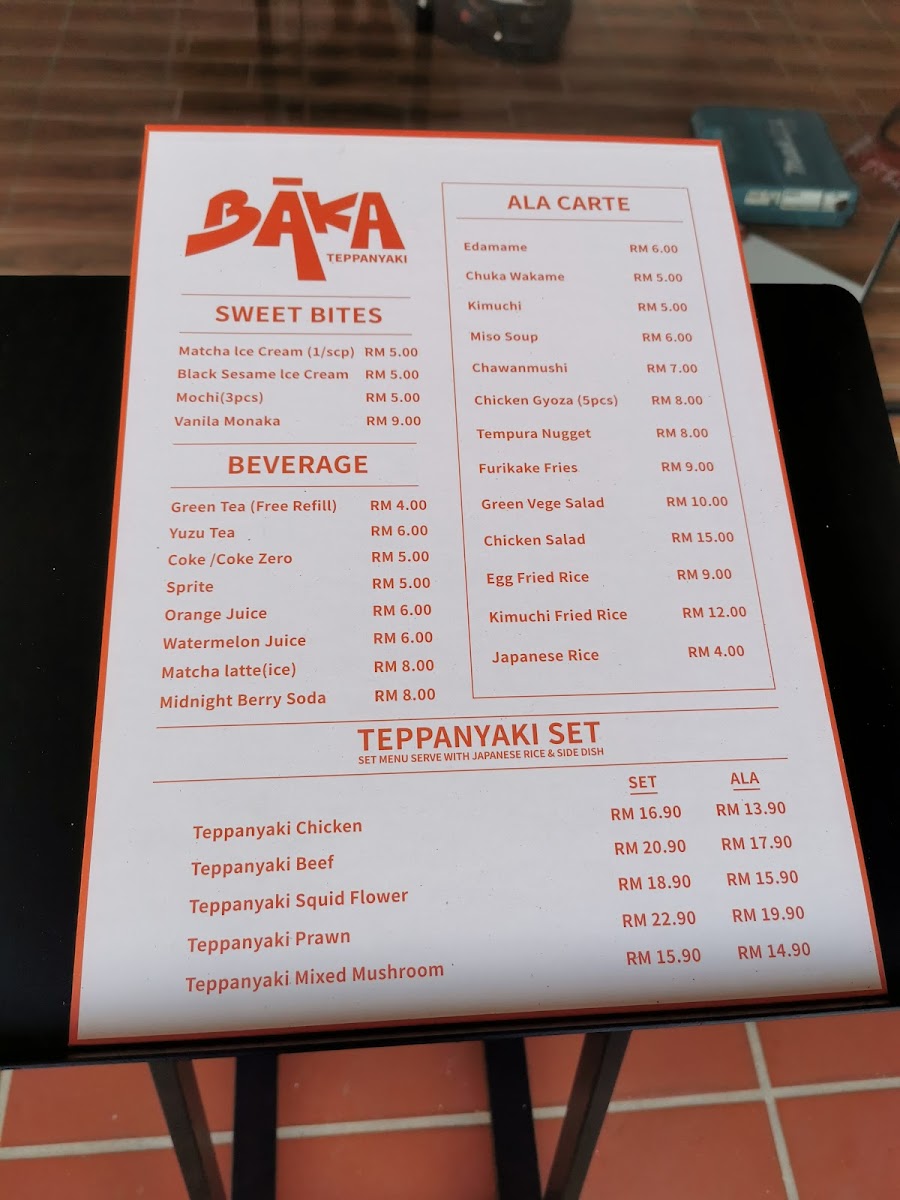 BĀKA
TEPPANYAKI
SWEET BITES
Matcha Ice Cream (1/scp) RM 5.00
Black Sesame Ice Cream RM 5.00
Mochi(3pcs) RM 5.00
Vanila Monaka RM 9.00
BEVERAGE
Green Tea (Free Refill) RM 4.00
Yuzu Tea RM 6.00
Coke /Coke Zero RM 5.00
Sprite RM 5.00
Orange Juice RM 6.00
Watermelon Juice RM 6.00
Matcha latte(ice) RM 8.00
Midnight Berry Soda RM 8.00
ALA CARTE
Edamame RM 6.00
Chuka Wakame RM 5.00
Kimuchi RM 5.00
Miso Soup RM 6.00
Chawanmushi RM 7.00
Chicken Gyoza (5pcs) RM 8.00
Tempura Nugget RM 8.00
Furikake Fries RM 9.00
Green Vege Salad RM 10.00
Chicken Salad RM 15.00
Egg Fried Rice RM 9.00
Kimuchi Fried Rice RM 12.00
Japanese Rice RM 4.00
TEPPANYAKI SET
SET MENU SERVE WITH JAPANESE RICE & SIDE DISH
SET ALA
Teppanyaki Chicken RM 16.90 RM 13.90
Teppanyaki Beef RM 20.90 RM 17.90
Teppanyaki Squid Flower RM 18.90 RM 15.90
Teppanyaki Prawn RM 22.90 RM 19.90
Teppanyaki Mixed Mushroom RM 15.90 RM 14.90